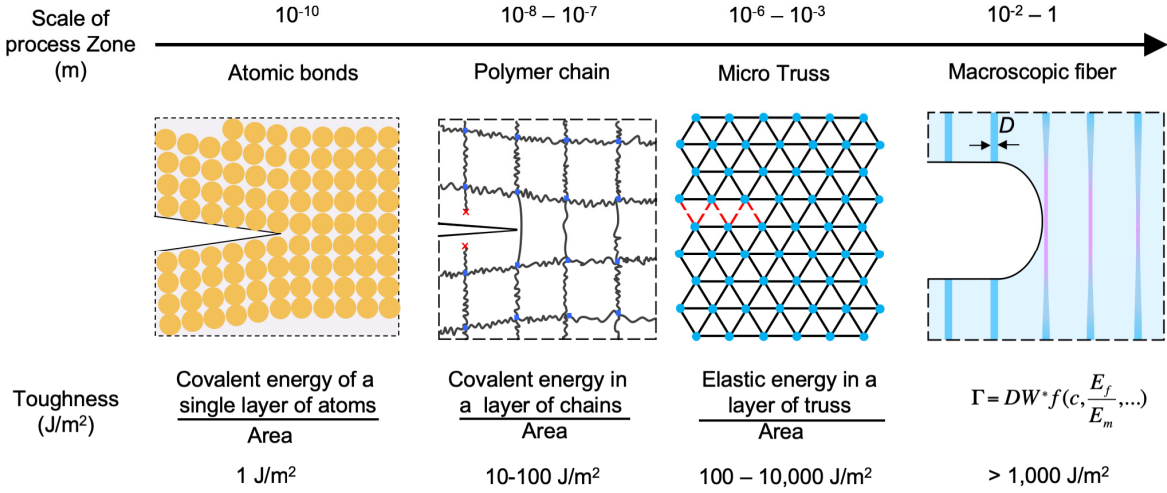 Scale of process Zone (m)
10⁻¹⁰
10⁻⁸ – 10⁻⁷
10⁻⁶ – 10⁻³
10⁻² – 1
Atomic bonds
Polymer chain
Micro Truss
Macroscopic fiber
D
Toughness
(J/m²)
Covalent energy of a
single layer of atoms
Area
Covalent energy in
a layer of chains
Area
Elastic energy in a
layer of truss
Area
Γ = DW*f(c, E_f/E_m ,...)
1 J/m²
10-100 J/m²
100 – 10,000 J/m²
> 1,000 J/m²